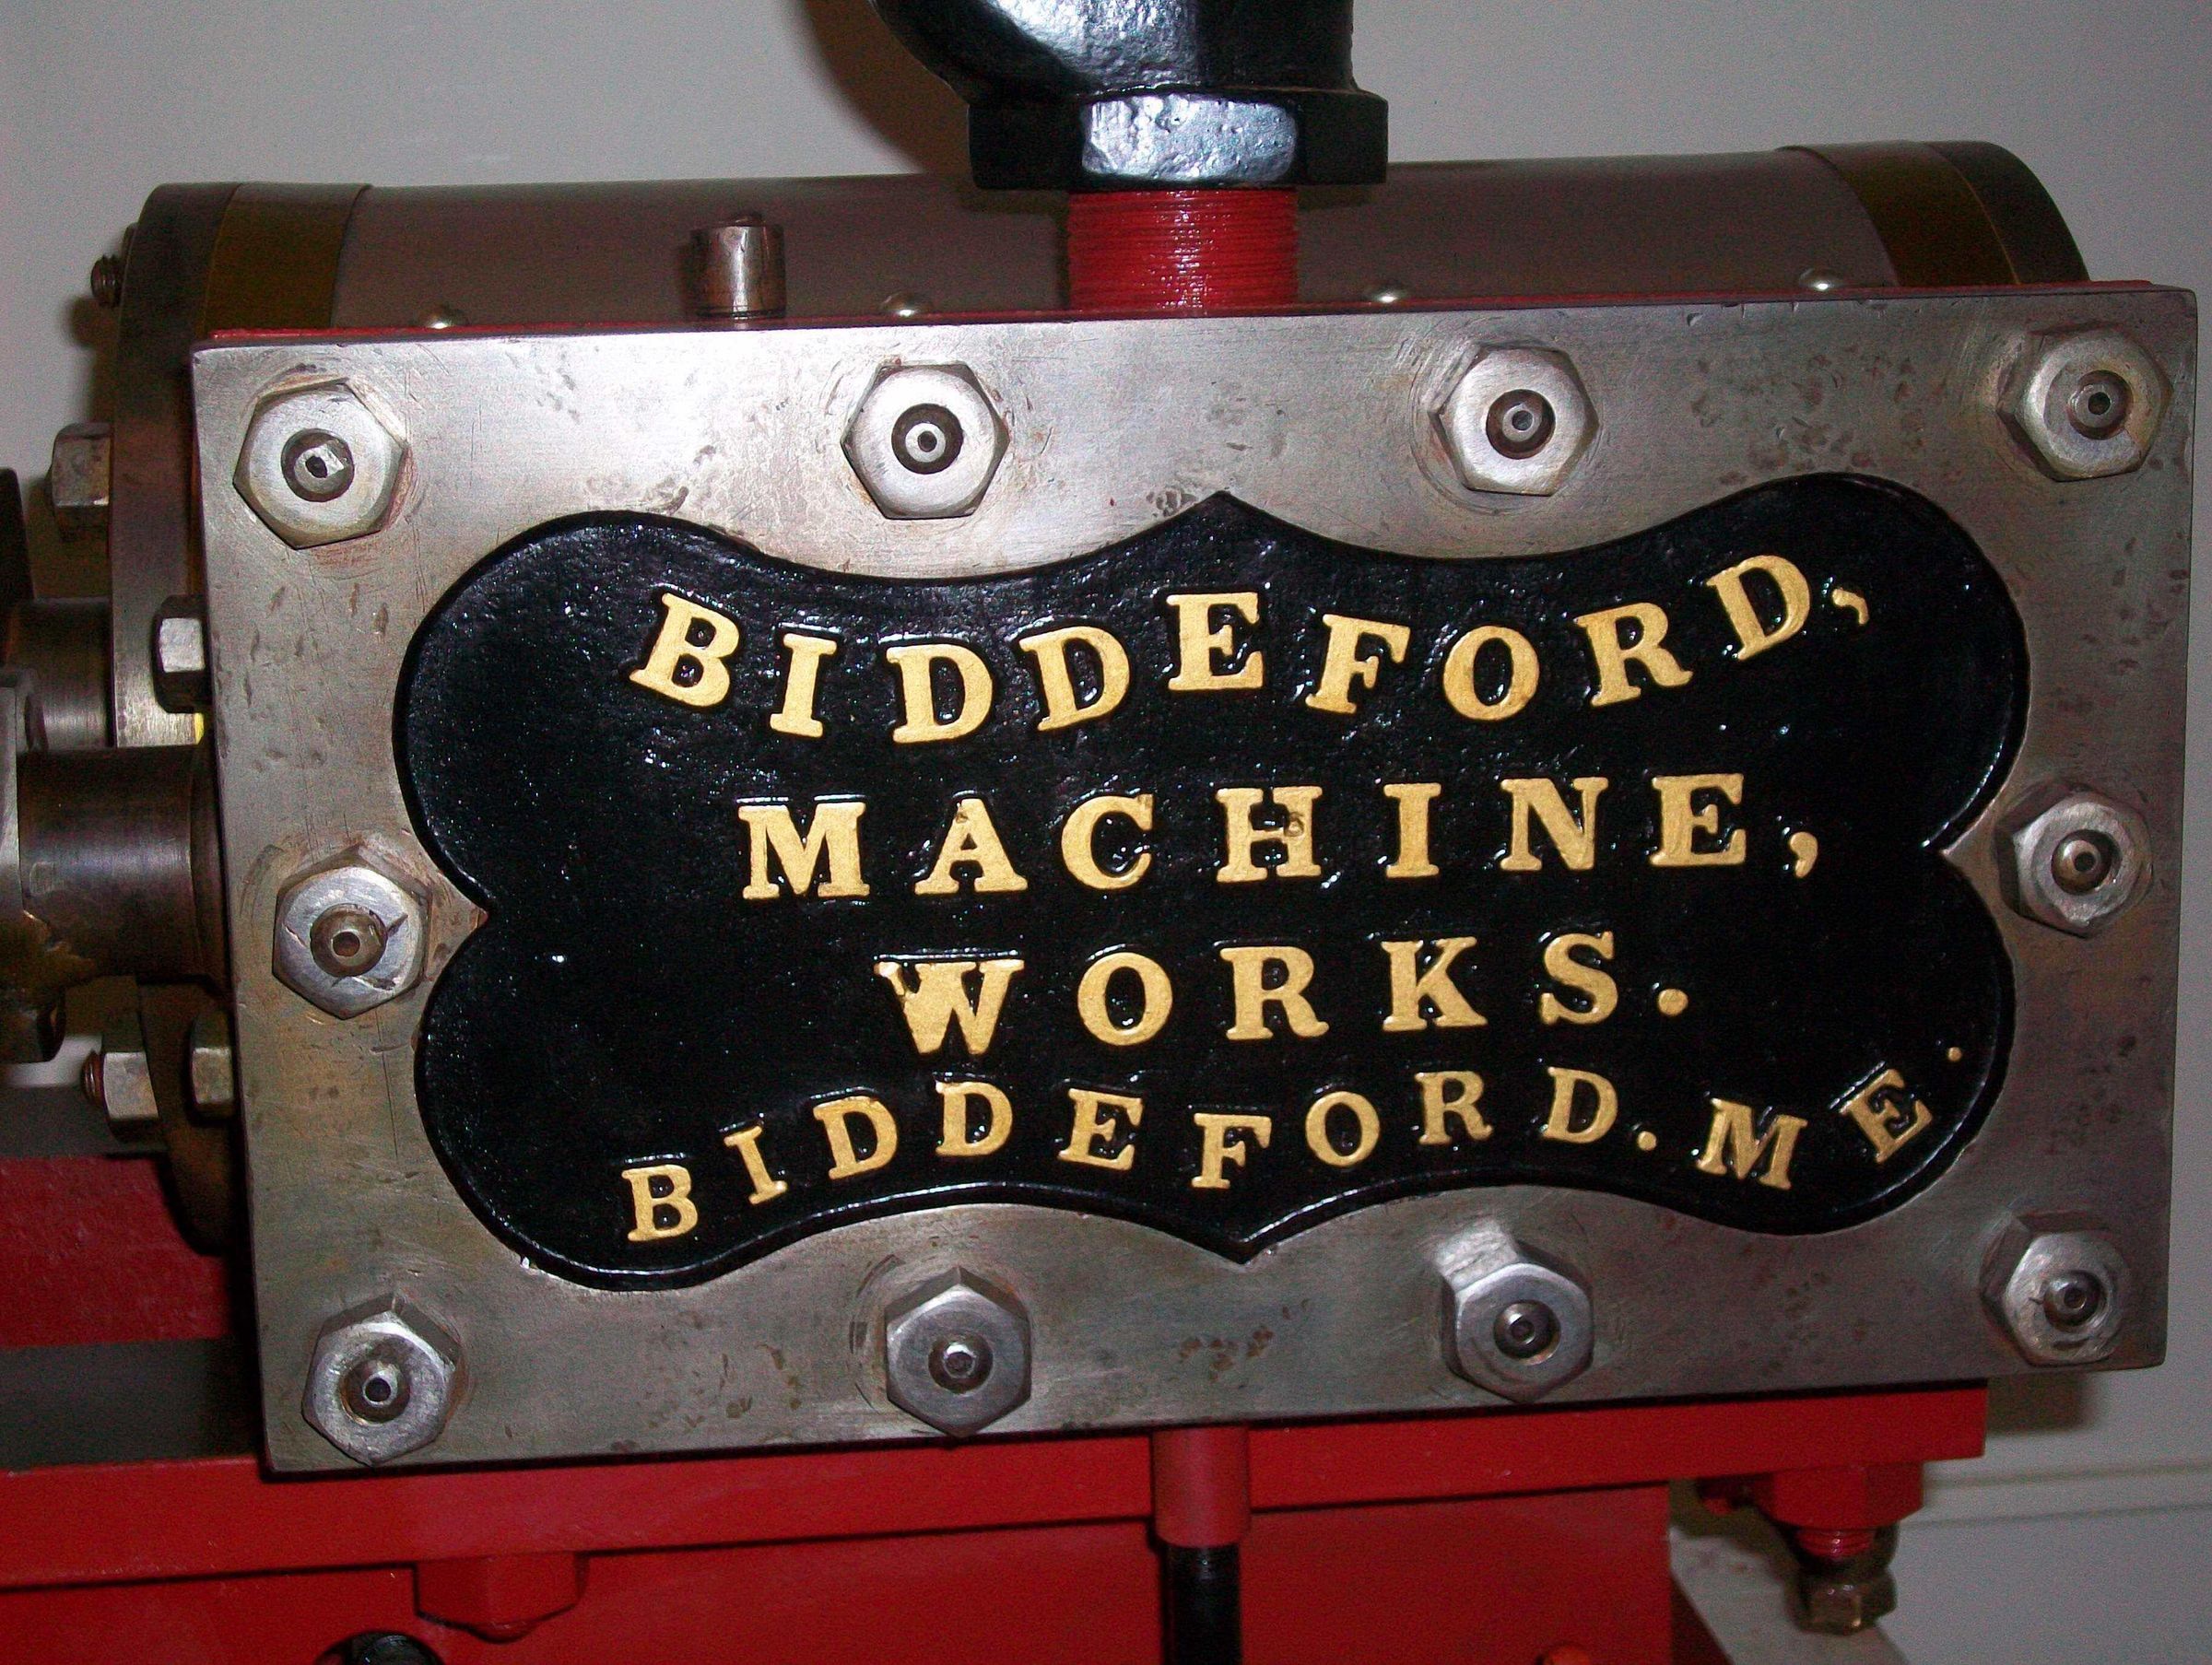 BIDDEFORD,
MACHINE,
WORKS.
BIDDEFORD. ME.